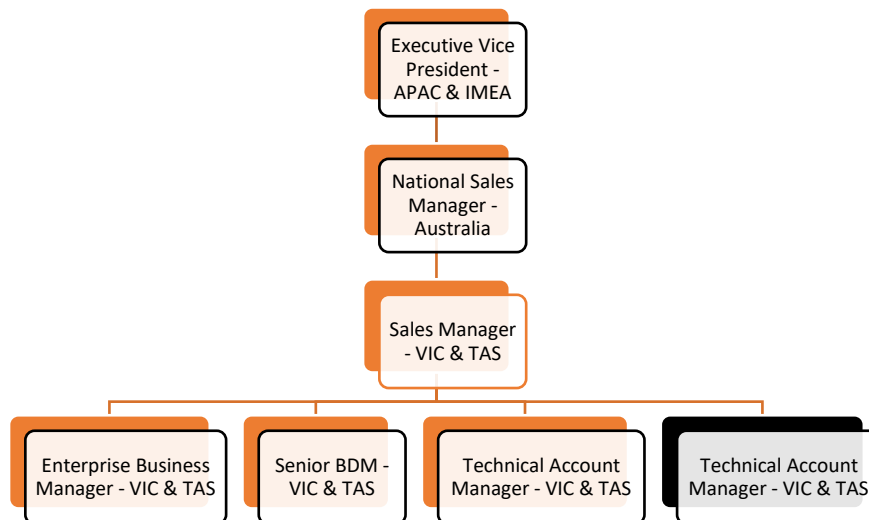 Executive Vice
President -
APAC & IMEA
National Sales
Manager -
Australia
Sales Manager
- VIC & TAS
Enterprise Business
Manager - VIC & TAS
Senior BDM -
VIC & TAS
Technical Account
Manager - VIC & TAS
Technical Account
Manager - VIC & TAS